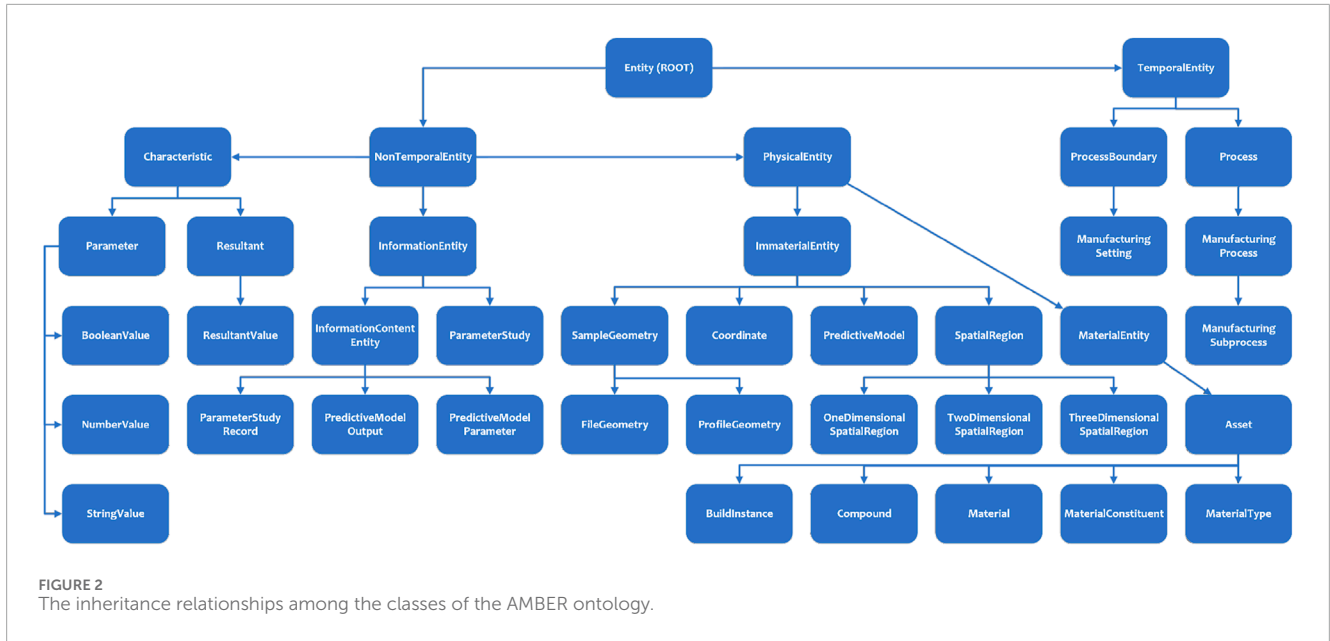 Entity (ROOT)
TemporalEntity
Characteristic
NonTemporalEntity
PhysicalEntity
ProcessBoundary
Process
Parameter
Resultant
InformationEntity
ImmaterialEntity
Manufacturing
Setting
Manufacturing
Process
BooleanValue
ResultantValue
InformationContent
Entity
ParameterStudy
SampleGeometry
Coordinate
PredictiveModel
SpatialRegion
MaterialEntity
Manufacturing
Subprocess
NumberValue
ParameterStudy
Record
PredictiveModel
Output
PredictiveModel
Parameter
FileGeometry
ProfileGeometry
OneDimensional
SpatialRegion
TwoDimensional
SpatialRegion
ThreeDimensional
SpatialRegion
Asset
StringValue
BuildInstance
Compound
Material
MaterialConstituent
MaterialType
FIGURE 2
The inheritance relationships among the classes of the AMBER ontology.